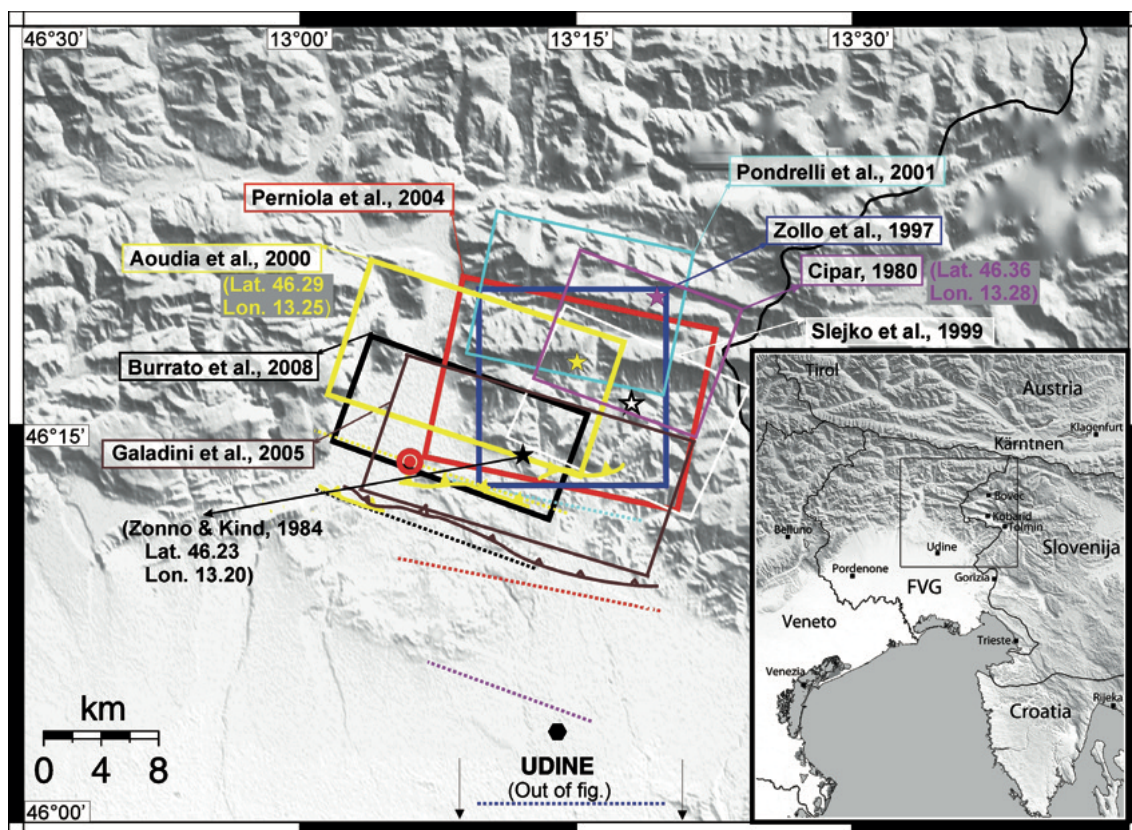 46°30’
13°00’
13°15’
13°30’
Pondrelli et al., 2001
Perniola et al., 2004
Zollo et al., 1997
Aoudia et al., 2000
Cipar, 1980
(Lat. 46.36
Lon. 13.28)
(Lat. 46.29
Lon. 13.25)
Slejko et al., 1999
Burrato et al., 2008
46°15’
Galadini et al., 2005
(Zonno & Kind, 1984
Lat. 46.23
Lon. 13.20)
km
0 4 8
UDINE
(Out of fig.)
46°00’
Tirol
Austria
Klagenfurt
Kärntnen
Bovec
Kobarid
Tolmin
Belluno
Slovenija
Udine
Pordenone
Gorizia
FVG
Veneto
Trieste
Venezia
Rijeka
Croatia